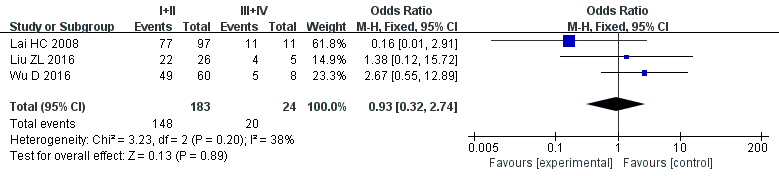 I+II III+IV Odds Ratio Odds Ratio
Study or Subgroup Events Total Events Total Weight M-H, Fixed, 95% CI M-H, Fixed, 95% CI
Lai HC 2008 77 97 11 11 61.8% 0.16 [0.01, 2.91]
Liu ZL 2016 22 26 4 5 14.9% 1.38 [0.12, 15.72]
Wu D 2016 49 60 5 8 23.3% 2.67 [0.55, 12.89]
Total (95% CI) 183 24 100.0% 0.93 [0.32, 2.74]
Total events 148 20
Heterogeneity: Chi² = 3.23, df = 2 (P = 0.20); I² = 38%
Test for overall effect: Z = 0.13 (P = 0.89)
0.005 0.1 1 10 200
Favours [experimental] Favours [control]